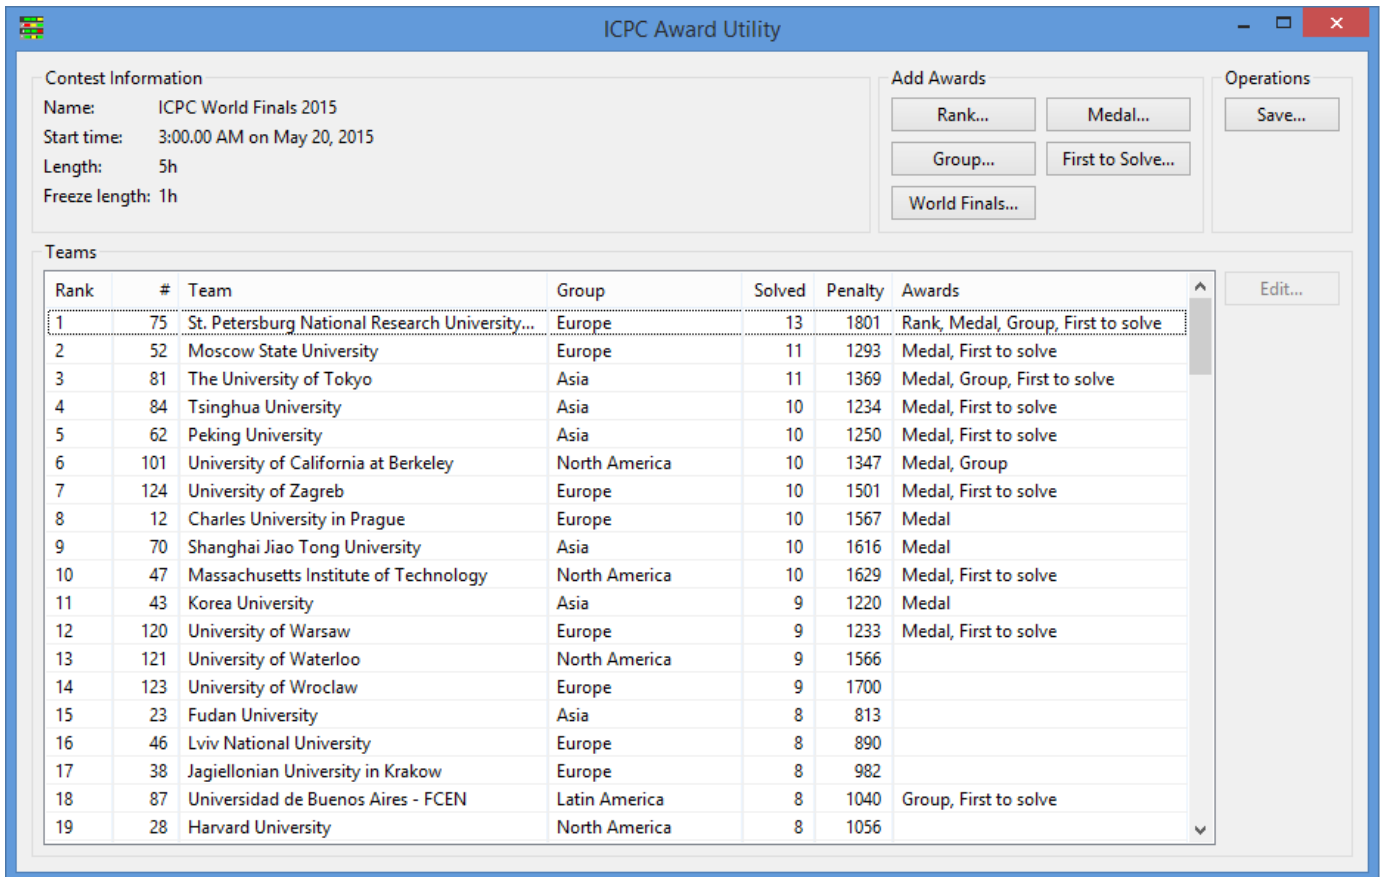 ICPC Award Utility
Contest Information
Name: ICPC World Finals 2015
Start time: 3:00.00 AM on May 20, 2015
Length: 5h
Freeze length: 1h
Add Awards
Rank... Medal...
Group... First to Solve...
World Finals...
Operations
Save...
Teams
Rank # Team Group Solved Penalty Awards
1 75 St. Petersburg National Research University... Europe 13 1801 Rank, Medal, Group, First to solve
2 52 Moscow State University Europe 11 1293 Medal, First to solve
3 81 The University of Tokyo Asia 11 1369 Medal, Group, First to solve
4 84 Tsinghua University Asia 10 1234 Medal, First to solve
5 62 Peking University Asia 10 1250 Medal, First to solve
6 101 University of California at Berkeley North America 10 1347 Medal, Group
7 124 University of Zagreb Europe 10 1501 Medal, First to solve
8 12 Charles University in Prague Europe 10 1567 Medal
9 70 Shanghai Jiao Tong University Asia 10 1616 Medal
10 47 Massachusetts Institute of Technology North America 10 1629 Medal, First to solve
11 43 Korea University Asia 9 1220 Medal
12 120 University of Warsaw Europe 9 1233 Medal, First to solve
13 121 University of Waterloo North America 9 1566
14 123 University of Wroclaw Europe 9 1700
15 23 Fudan University Asia 8 813
16 46 Lviv National University Europe 8 890
17 38 Jagiellonian University in Krakow Europe 8 982
18 87 Universidad de Buenos Aires - FCEN Latin America 8 1040 Group, First to solve
19 28 Harvard University North America 8 1056
Edit...